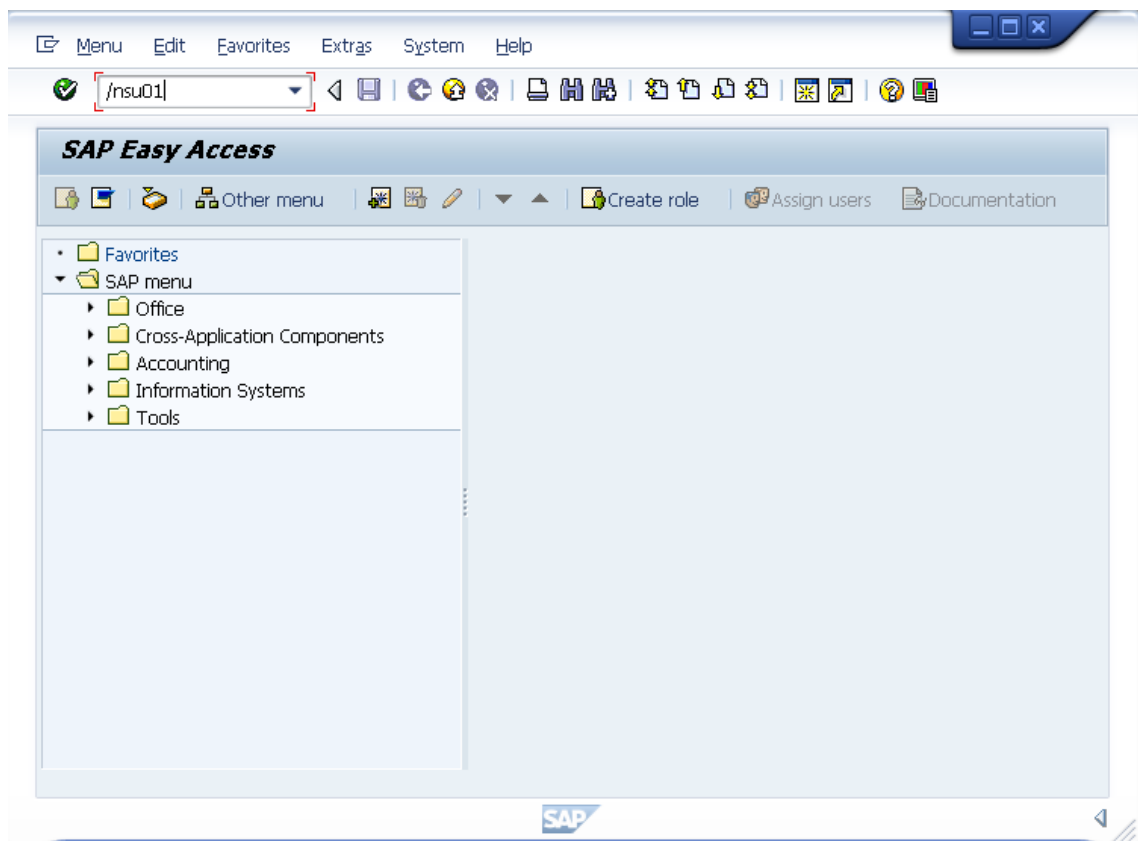 Menu Edit Favorites Extras System Help
/nsu01
SAP Easy Access
Other menu Create role Assign users Documentation
Favorites
SAP menu
Office
Cross-Application Components
Accounting
Information Systems
Tools
SAP